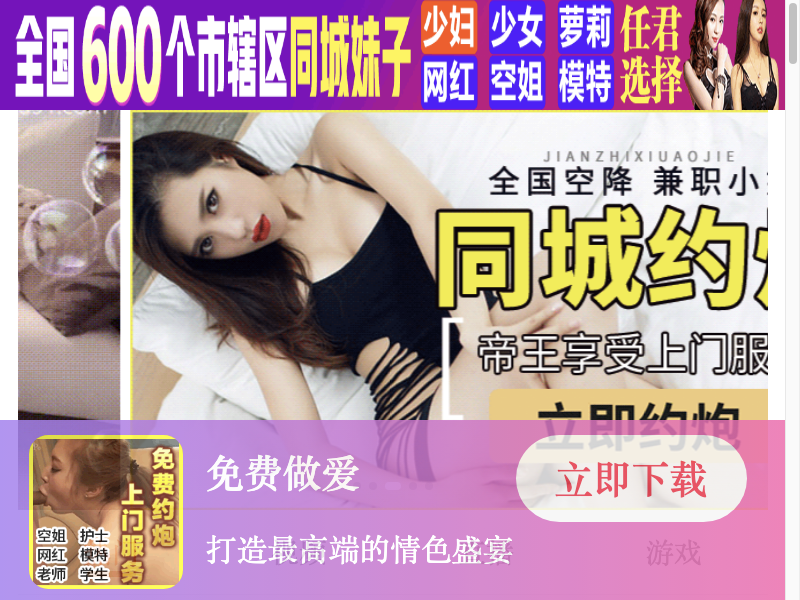 全国600个市辖区同城妹子
少妇 少女 萝莉
网红 空姐 模特
任君
选择
JIANZHIXIUAOJIE
全国空降 兼职小
同城约
帝王享受上门服
立即约炮
免费约炮
上门服务
空姐 护士
网红 模特
老师 学生
免费做爱
立即下载
打造最高端的情色盛宴
游戏